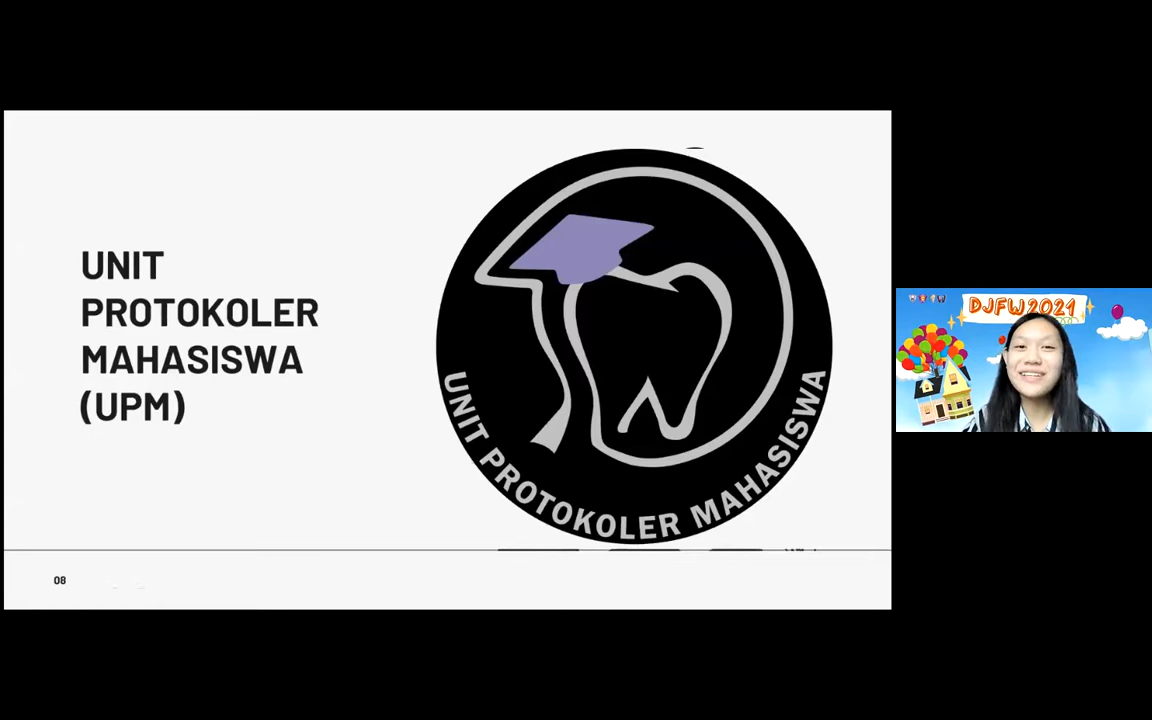 UNIT
PROTOKOLER
MAHASISWA
(UPM)
UNIT PROTOKOLER MAHASISWA
08
DJFW2021